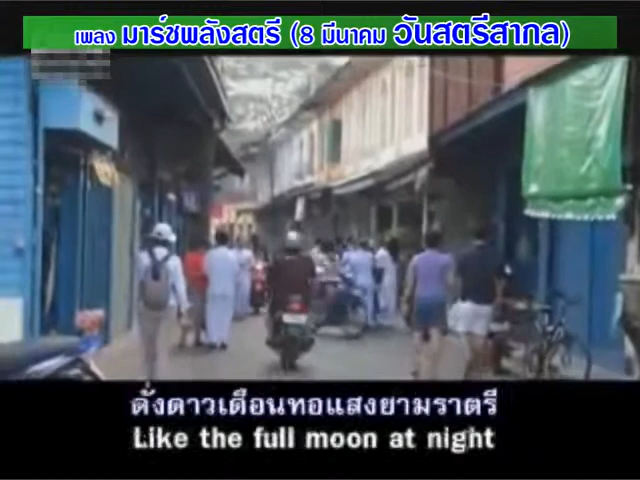 เพลง มาร์ชพลังสตรี (8 มีนาคม วันสตรีสากล)
ดั่งดาวเดือนทอแสงยามราตรี
Like the full moon at night